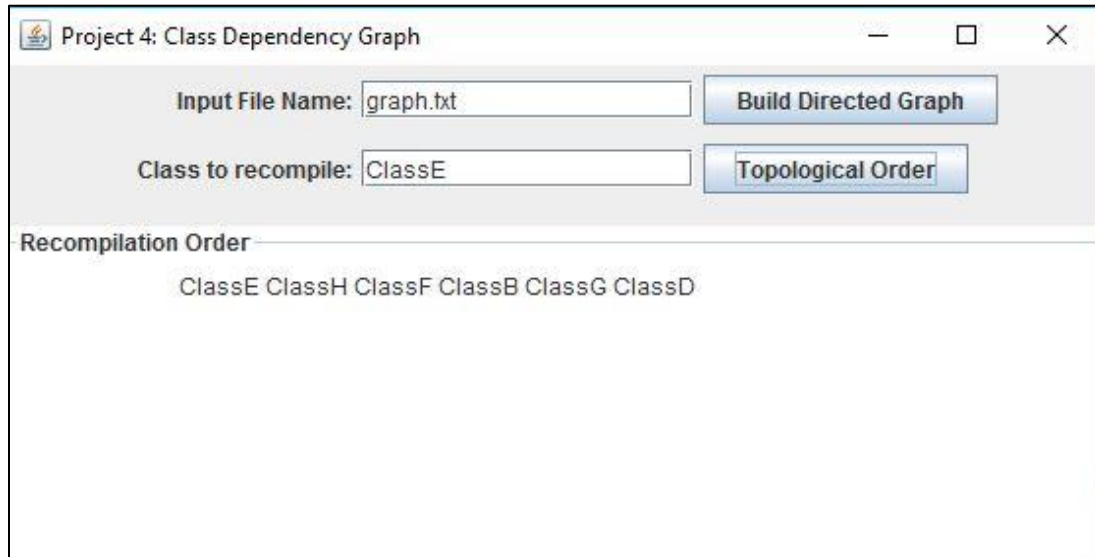 Project 4: Class Dependency Graph
Input File Name: graph.txt Build Directed Graph
Class to recompile: ClassE Topological Order
Recompilation Order
ClassE ClassH ClassF ClassB ClassG ClassD